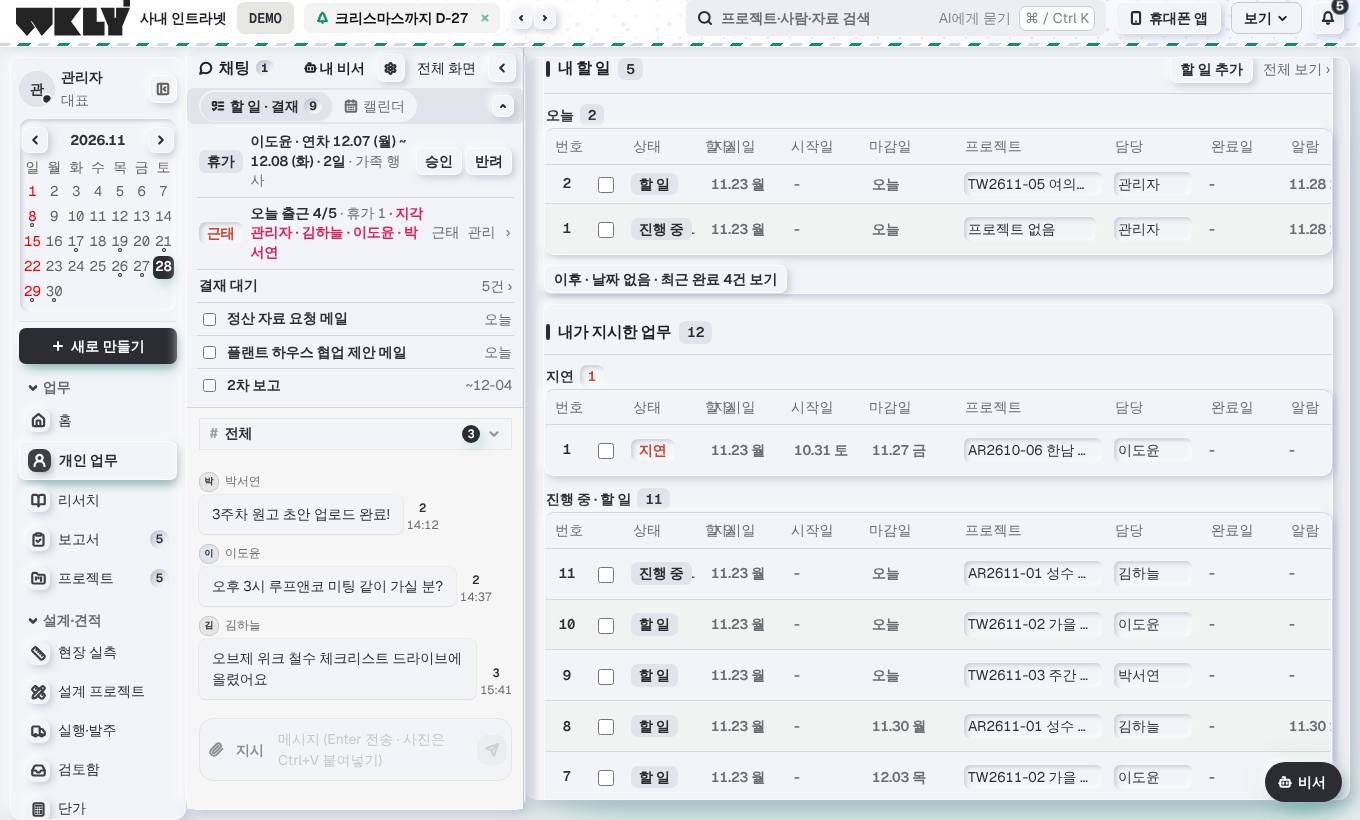 WKLY 사내 인트라넷 DEMO 크리스마스까지 D-27 × 프로젝트·사람·자료 검색 AI에게 묻기 ⌘ / Ctrl K 휴대폰 앱 보기 5
관리자
대표
2026.11
일 월 화 수 목 금 토
1 2 3 4 5 6 7
8 9 10 11 12 13 14
15 16 17 18 19 20 21
22 23 24 25 26 27 28
29 30
+ 새로 만들기
업무
홈
개인 업무
리서치
보고서 5
프로젝트 5
설계·견적
현장 실측
설계 프로젝트
실행·발주
검토함
단가
채팅 1 내 비서 전체 화면
할 일 · 결재 9 캘린더
휴가 이도윤 · 연차 12.07 (월) ~
12.08 (화) · 2일 · 가족 행
사
승인 반려
근태 오늘 출근 4/5 · 휴가 1 · 지각
관리자 · 김하늘 · 이도윤 · 박
서연
근태 관리 ›
결재 대기 5건 ›
정산 자료 요청 메일 오늘
플랜트 하우스 협업 제안 메일 오늘
2차 보고 ~12-04
# 전체 3
박 박서연
3주차 원고 초안 업로드 완료!
2
14:12
이 이도윤
오후 3시 루프앤코 미팅 같이 가실 분?
2
14:37
김 김하늘
오브제 위크 철수 체크리스트 드라이브에
올렸어요
3
15:41
지시 메시지 (Enter 전송 · 사진은
Ctrl+V 붙여넣기)
내 할 일 5 할 일 추가 전체 보기 ›
오늘 2
번호 상태 시작일 마감일 프로젝트 담당 완료일 알람
2 할 일 11.23 월 - 오늘 TW2611-05 여의… 관리자 - 11.28
1 진행 중 11.23 월 - 오늘 프로젝트 없음 관리자 - 11.28
이후 · 날짜 없음 · 최근 완료 4건 보기
내가 지시한 업무 12
지연 1
번호 상태 시작일 마감일 프로젝트 담당 완료일 알람
1 지연 11.23 월 10.31 토 11.27 금 AR2610-06 한남 … 이도윤 - -
진행 중 · 할 일 11
번호 상태 시작일 마감일 프로젝트 담당 완료일 알람
11 진행 중 11.23 월 - 오늘 AR2611-01 성수 … 김하늘 - -
10 할 일 11.23 월 - 오늘 TW2611-02 가을 … 이도윤 - -
9 할 일 11.23 월 - 오늘 TW2611-03 주간 … 박서연 - -
8 할 일 11.23 월 - 11.30 월 AR2611-01 성수 … 김하늘 - 11.30
7 할 일 11.23 월 - 12.03 목 TW2611-02 가을 … 이도윤 -
비서